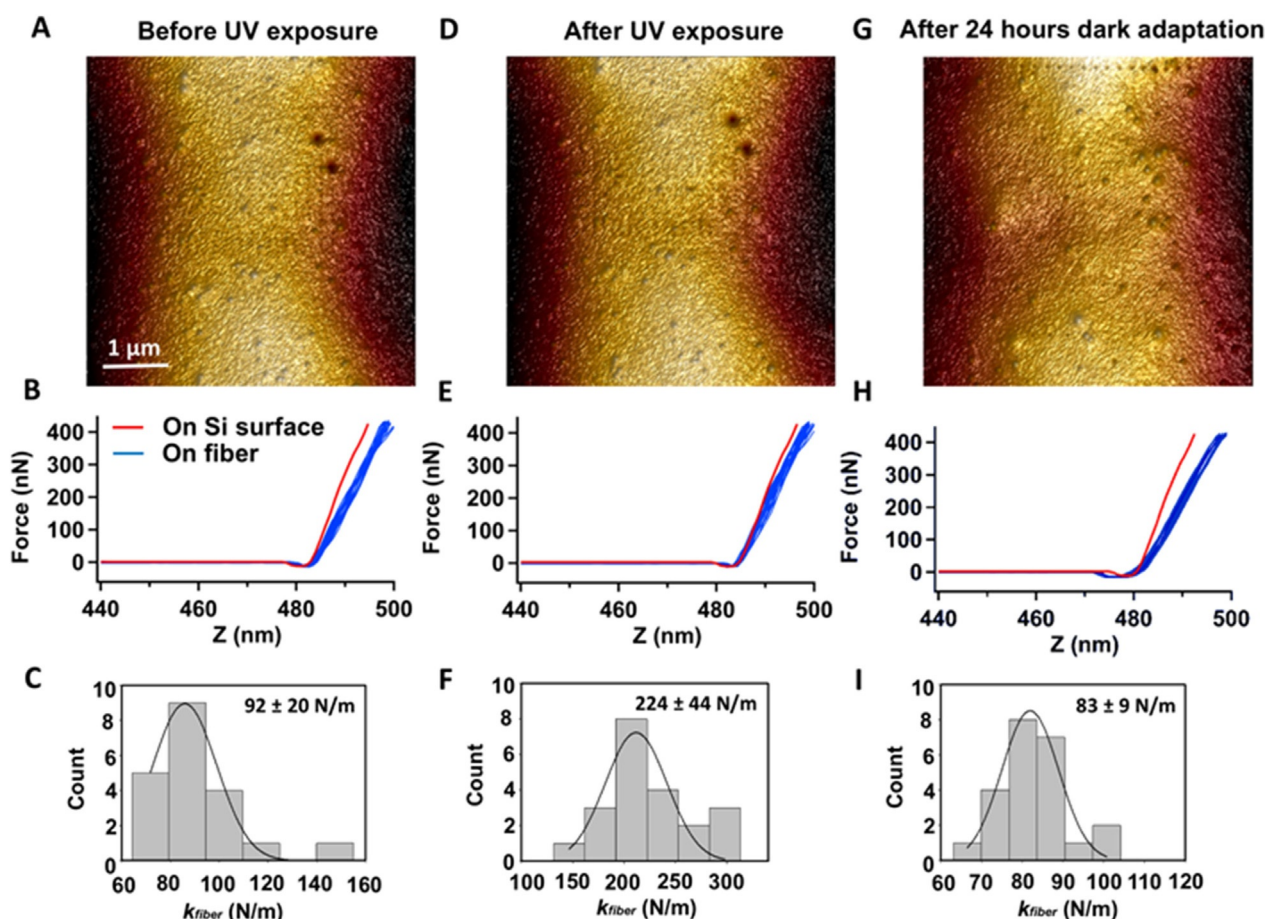 A Before UV exposure
D After UV exposure
G After 24 hours dark adaptation
1 μm
B
On Si surface
On fiber
400
300
200
100
0
Force (nN)
440 460 480 500
Z (nm)
E
400
300
200
100
0
Force (nN)
440 460 480 500
Z (nm)
H
400
300
200
100
0
Force (nN)
440 460 480 500
Z (nm)
C
92 ± 20 N/m
10
8
6
4
2
0
Count
60 80 100 120 140 160
kfiber (N/m)
F
224 ± 44 N/m
10
8
6
4
2
0
Count
100 150 200 250 300
kfiber (N/m)
I
83 ± 9 N/m
10
8
6
4
2
0
Count
60 70 80 90 100 110 120
kfiber (N/m)